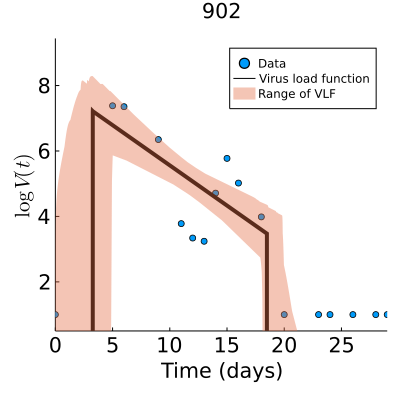 902
Data
Virus load function
Range of VLF
8
6
4
2
log V(t)
0 5 10 15 20 25
Time (days)